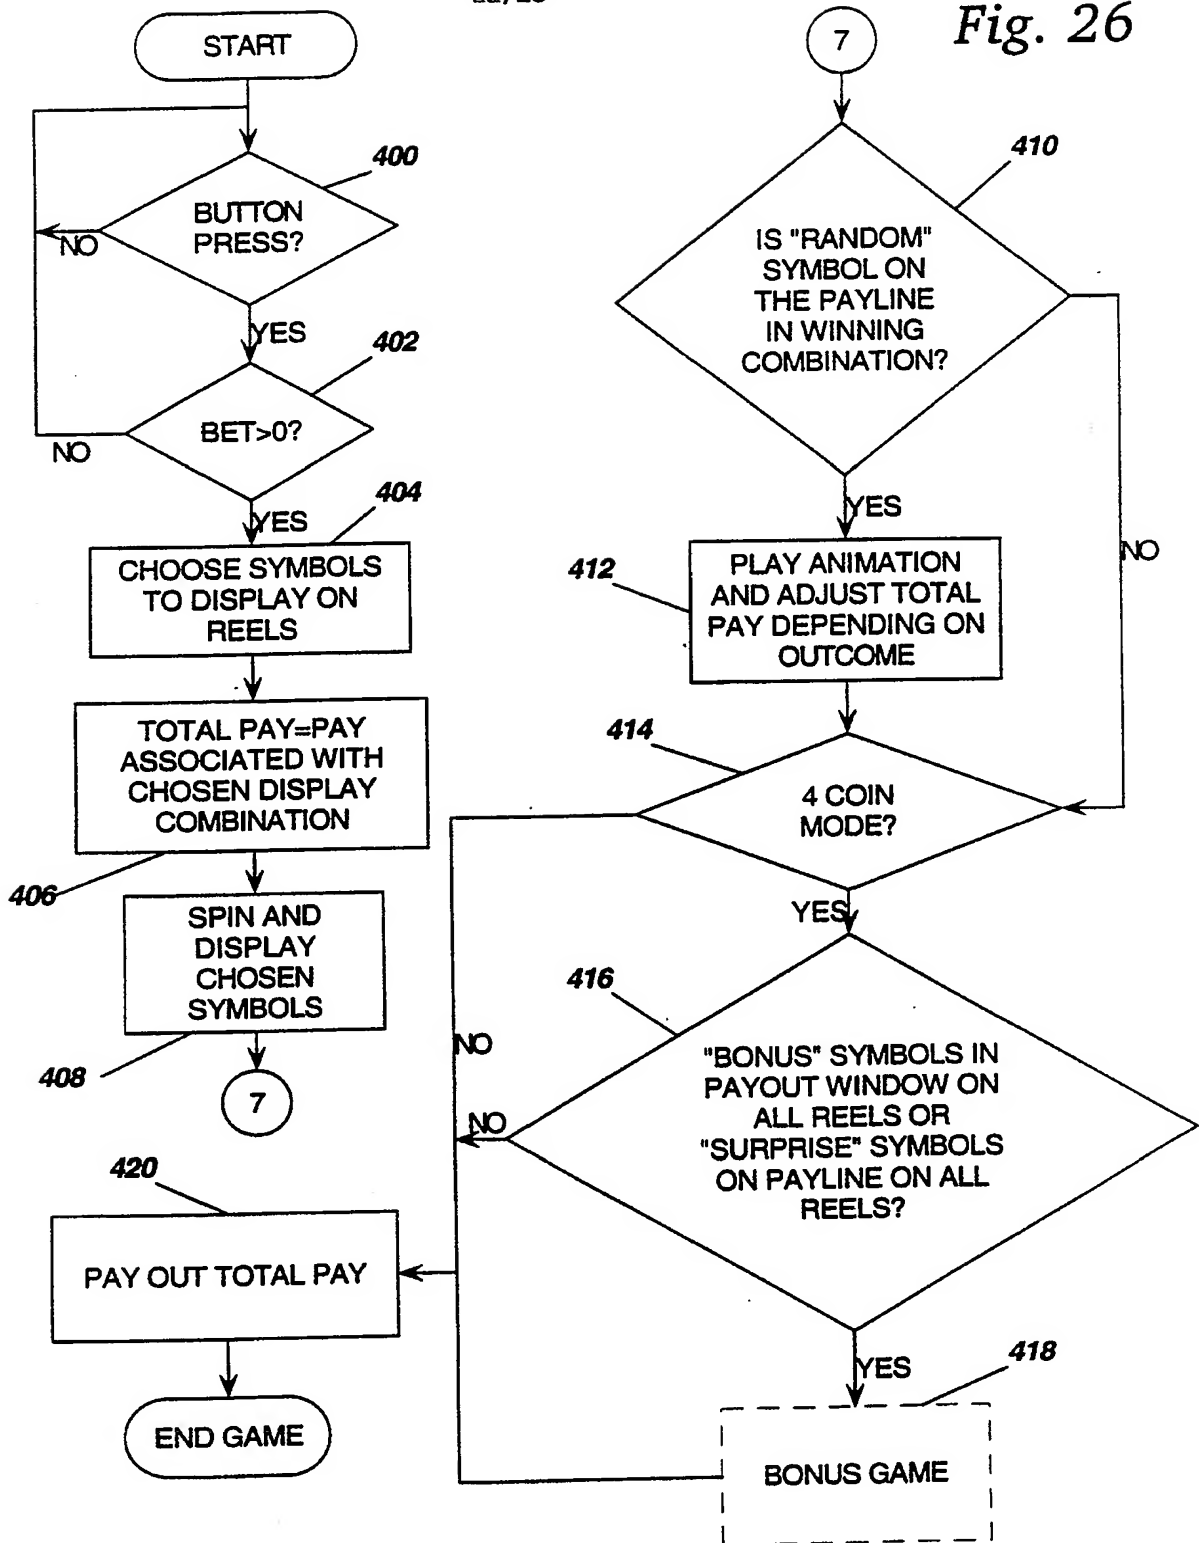 Fig. 26
START
400
BUTTON
PRESS?
NO
YES
402
BET>0?
NO
YES
404
CHOOSE SYMBOLS
TO DISPLAY ON
REELS
TOTAL PAY=PAY
ASSOCIATED WITH
CHOSEN DISPLAY
COMBINATION
406
SPIN AND
DISPLAY
CHOSEN
SYMBOLS
408
7
7
410
IS "RANDOM"
SYMBOL ON
THE PAYLINE
IN WINNING
COMBINATION?
YES
NO
412
PLAY ANIMATION
AND ADJUST TOTAL
PAY DEPENDING ON
OUTCOME
414
4 COIN
MODE?
YES
NO
416
"BONUS" SYMBOLS IN
PAYOUT WINDOW ON
ALL REELS OR
"SURPRISE" SYMBOLS
ON PAYLINE ON ALL
REELS?
NO
YES
418
BONUS GAME
420
PAY OUT TOTAL PAY
END GAME